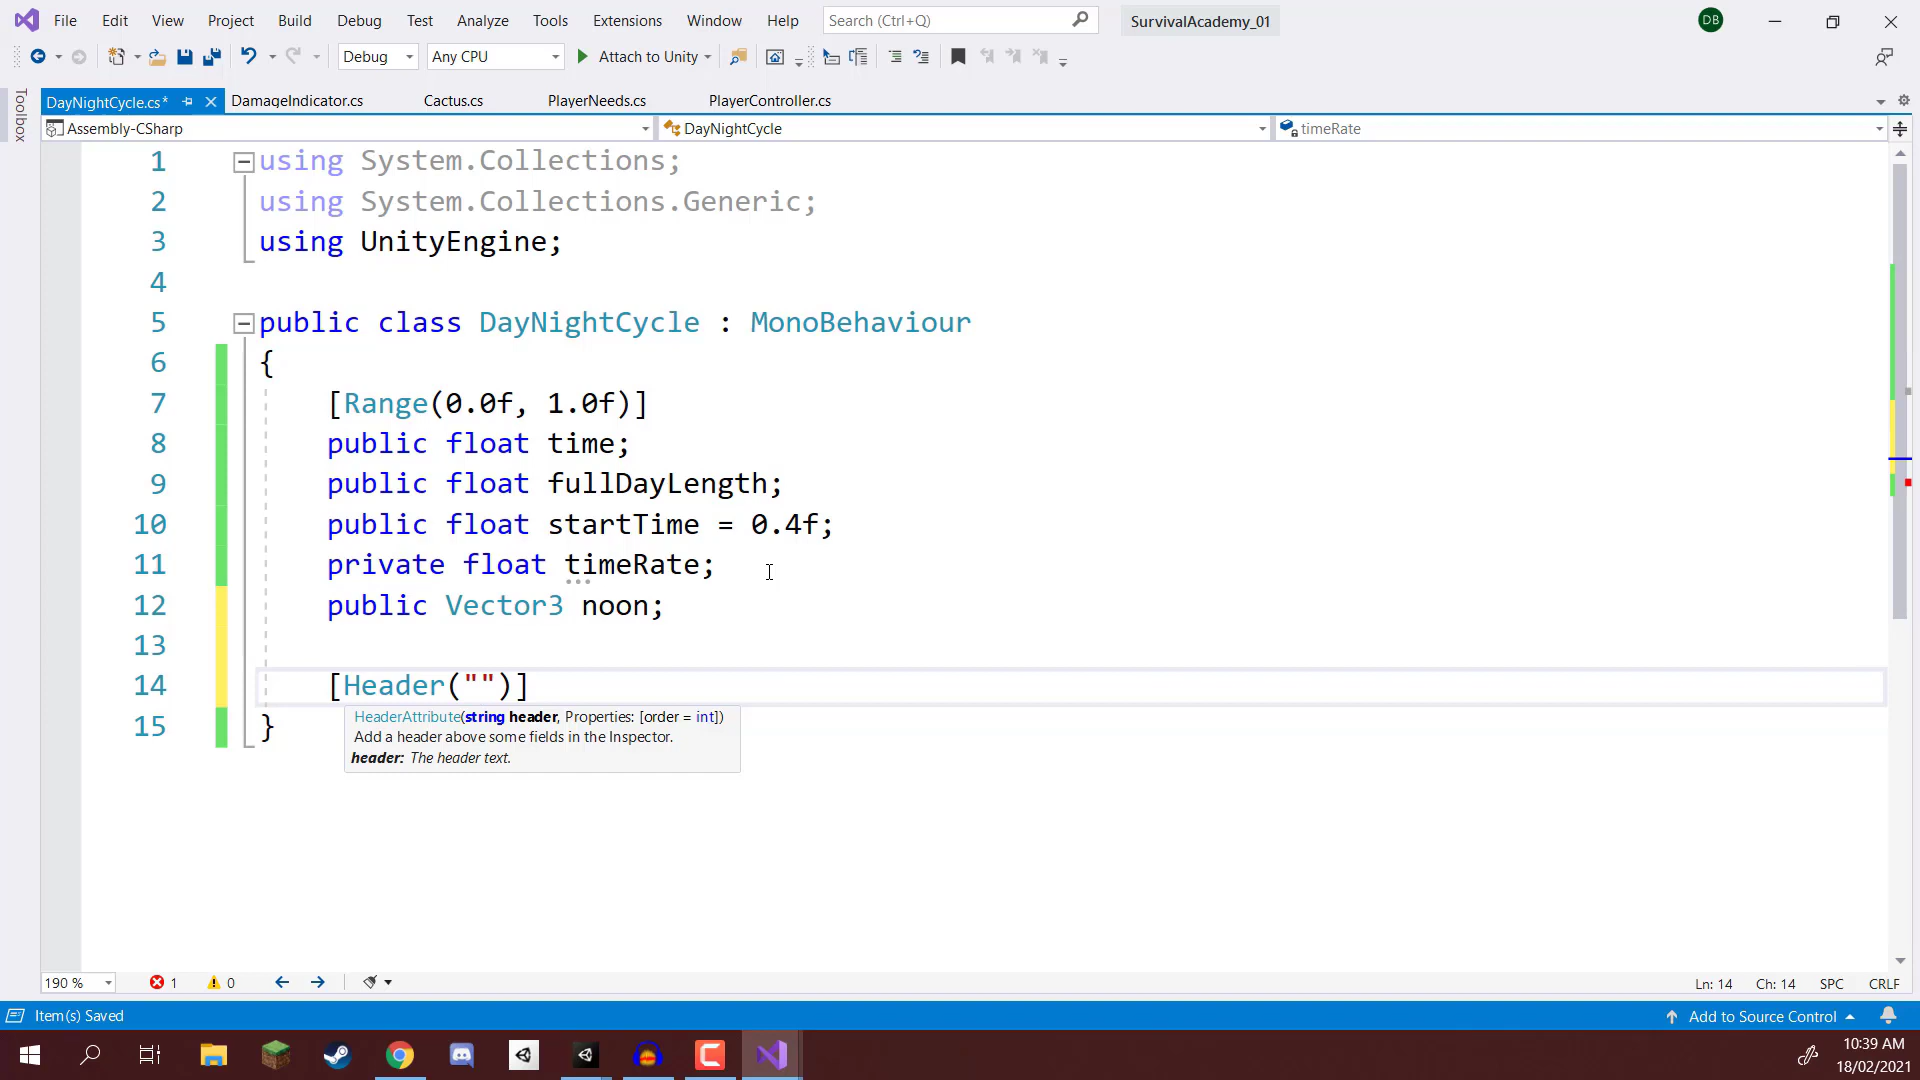 File Edit View Project Build Debug Test Analyze Tools Extensions Window Help Search (Ctrl+Q) SurvivalAcademy_01 DB
Debug Any CPU Attach to Unity
Toolbox
DayNightCycle.cs* DamageIndicator.cs Cactus.cs PlayerNeeds.cs PlayerController.cs
Assembly-CSharp DayNightCycle timeRate
1 using System.Collections;
2 using System.Collections.Generic;
3 using UnityEngine;
4
5 public class DayNightCycle : MonoBehaviour
6 {
7 [Range(0.0f, 1.0f)]
8 public float time;
9 public float fullDayLength;
10 public float startTime = 0.4f;
11 private float timeRate;
12 public Vector3 noon;
13
14 [Header("")]
15 }
HeaderAttribute(string header, Properties: [order = int])
Add a header above some fields in the Inspector.
header: The header text.
190 % 1 0 Ln: 14 Ch: 14 SPC CRLF
Item(s) Saved Add to Source Control
10:39 AM
18/02/2021